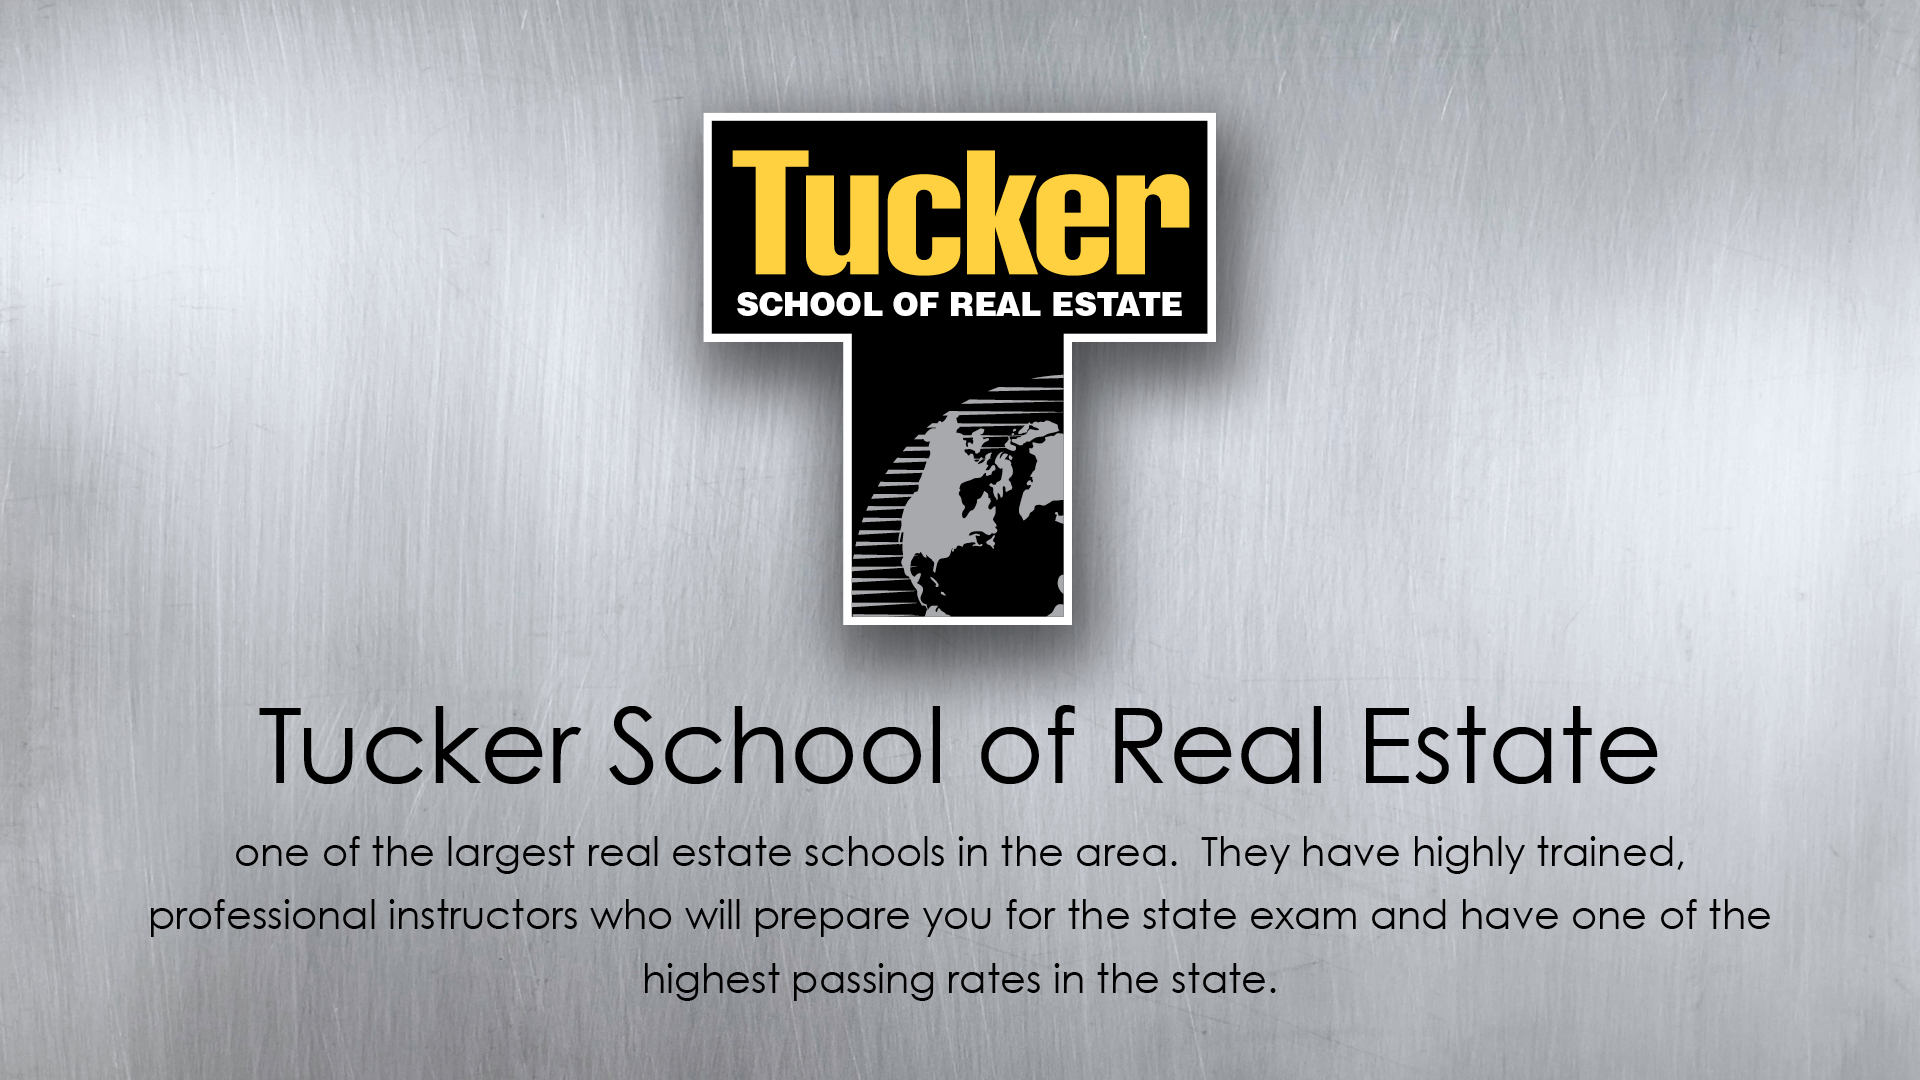 Tucker
SCHOOL OF REAL ESTATE
Tucker School of Real Estate
one of the largest real estate schools in the area.  They have highly trained,
professional instructors who will prepare you for the state exam and have one of the
highest passing rates in the state.